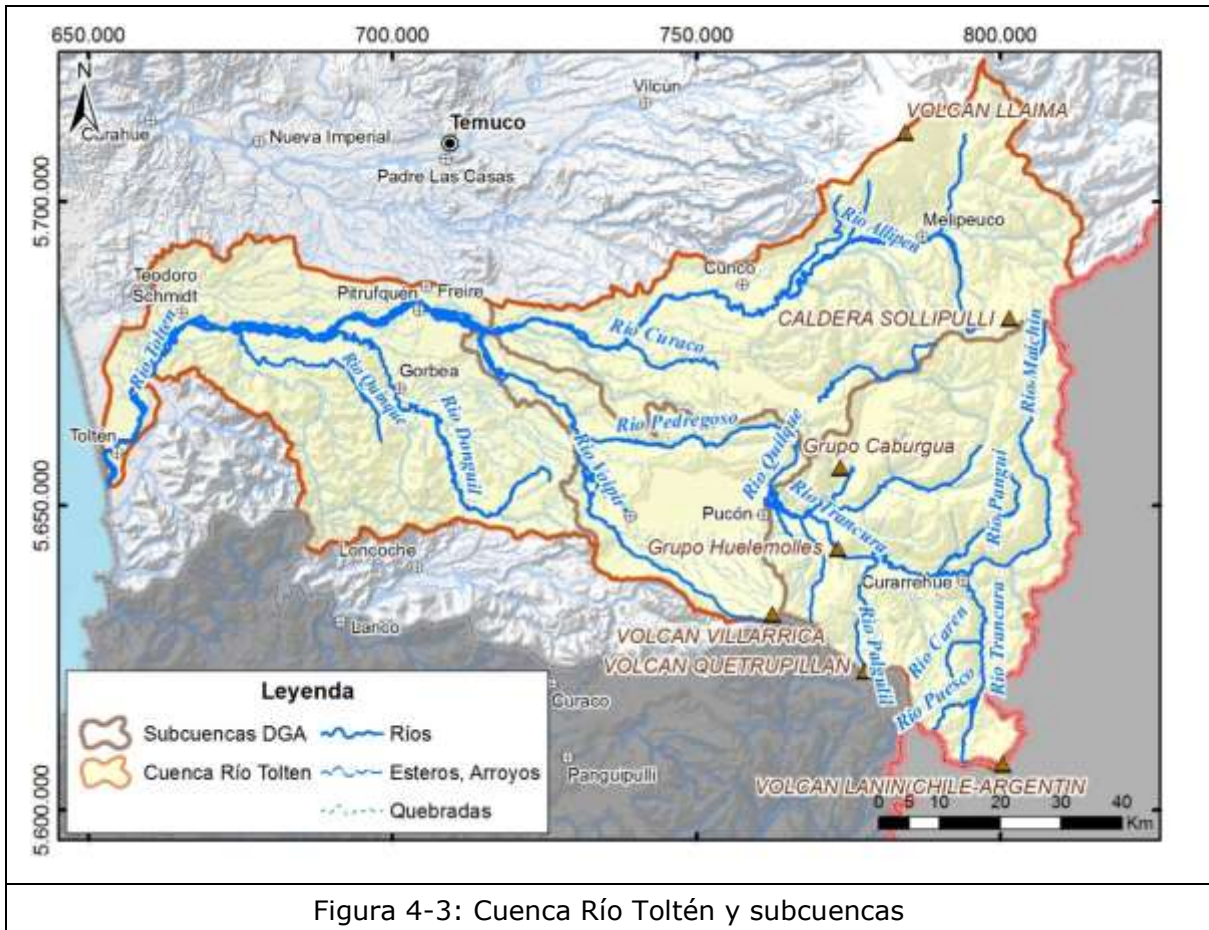 650.000
700.000
750.000
800.000
N
Vilcún
VOLCAN LLAIMA
Carahue
Nueva Imperial
Temuco
Padre Las Casas
5.700.000
Río Allipen
Melipeuco
Teodoro
Schmidt
Pitrufquén
Freire
Cunco
CALDERA SOLLIPULLI
Río Curaco
Río Maichin
Río Tolten
Río Quinque
Gorbea
Río Donguil
Río Pedregoso
Río Quilque
Grupo Caburgua
Tolten
Río Voipir
Río Trancura
Río Pangui
5.650.000
Pucón
Grupo Huelemolles
Loncoche
Curarrehue
Lanco
VOLCAN VILLARRICA
VOLCAN QUETRUPILLAN
Río Palguil
Río Caren
Río Trancura
Río Puesco
Curaco
Panguipulli
VOLCAN LANIN/CHILE-ARGENTIN
5.600.000
Leyenda
Subcuencas DGA
Ríos
Cuenca Río Tolten
Esteros, Arroyos
Quebradas
0 5 10 20 30 40
Km
Figura 4-3: Cuenca Río Toltén y subcuencas